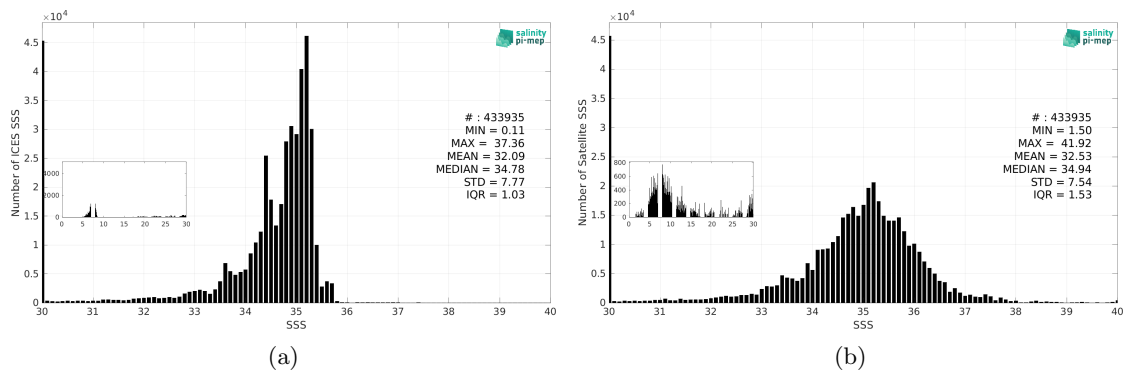 ×10⁴
salinity
pi-mep
4.5
4
3.5
3
2.5
2
1.5
1
0.5
0
Number of ICES SSS
# : 433935
MIN = 0.11
MAX = 37.36
MEAN = 32.09
MEDIAN = 34.78
STD = 7.77
IQR = 1.03
4000
2000
0
0 5 10 15 20 25 30
30 31 32 33 34 35 36 37 38 39 40
SSS
(a)
×10⁴
salinity
pi-mep
4.5
4
3.5
3
2.5
2
1.5
1
0.5
0
Number of Satellite SSS
# : 433935
MIN = 1.50
MAX = 41.92
MEAN = 32.53
MEDIAN = 34.94
STD = 7.54
IQR = 1.53
800
600
400
200
0
0 5 10 15 20 25 30
30 31 32 33 34 35 36 37 38 39 40
SSS
(b)